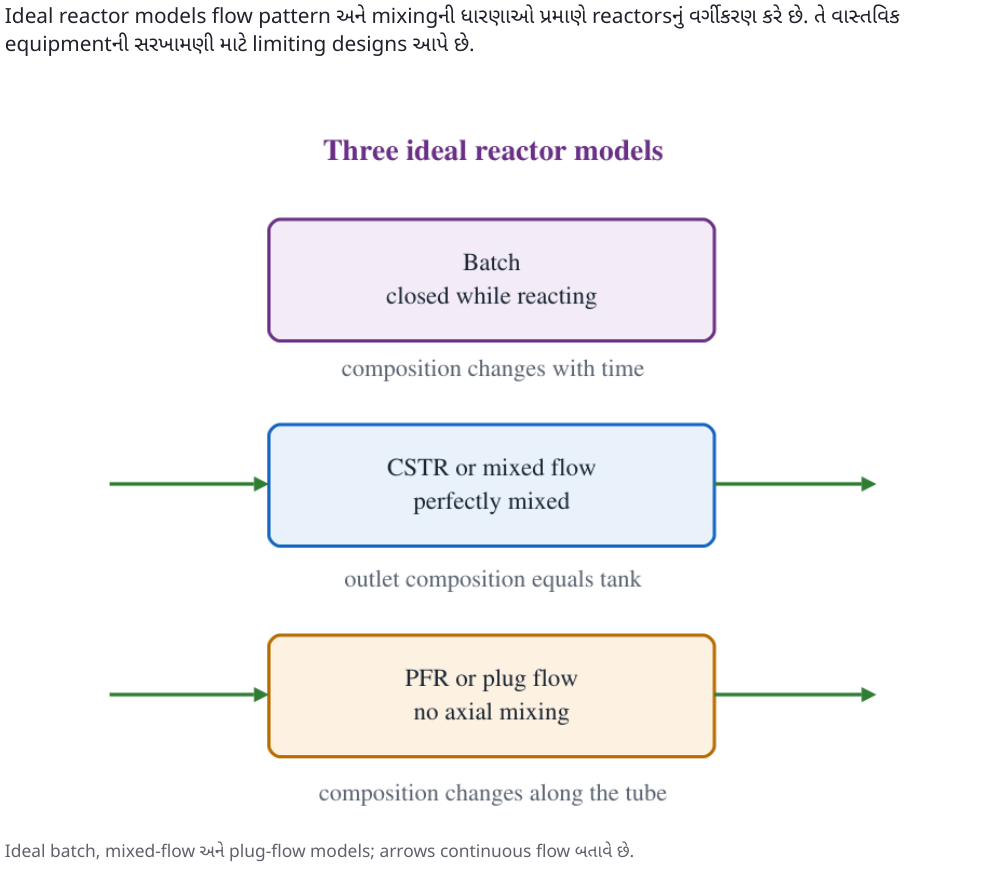 Ideal reactor models flow pattern અને mixingની ધારણાઓ પ્રમાણે reactorsનું વર્ગીકરણ કરે છે. તે વાસ્તવિક
equipmentની સરખામણી માટે limiting designs આપે છે.
Three ideal reactor models
Batch
closed while reacting
composition changes with time
CSTR or mixed flow
perfectly mixed
outlet composition equals tank
PFR or plug flow
no axial mixing
composition changes along the tube
Ideal batch, mixed-flow અને plug-flow models; arrows continuous flow બતાવે છે.